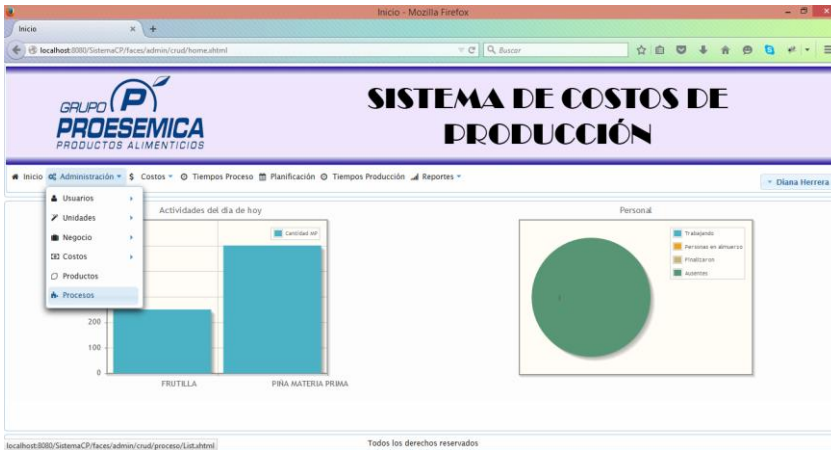 Inicio - Mozilla Firefox
Inicio
localhost:8080/SistemaCP/faces/admin/crud/home.xhtml
Buscar
GRUPO
PROESEMICA
PRODUCTOS ALIMENTICIOS
SISTEMA DE COSTOS DE
PRODUCCIÓN
Inicio Administración $ Costos Tiempos Proceso Planificación Tiempos Producción Reportes
Diana Herrera
Usuarios
Unidades
Negocio
Costos
Productos
Procesos
Actividades del dia de hoy
Cantidad MP
200
100
0
FRUTILLA PIÑA MATERIA PRIMA
Personal
Trabajando
Personas en almuerzo
Finalizaron
Ausentes
localhost:8080/SistemaCP/faces/admin/crud/proceso/List.xhtml
Todos los derechos reservados